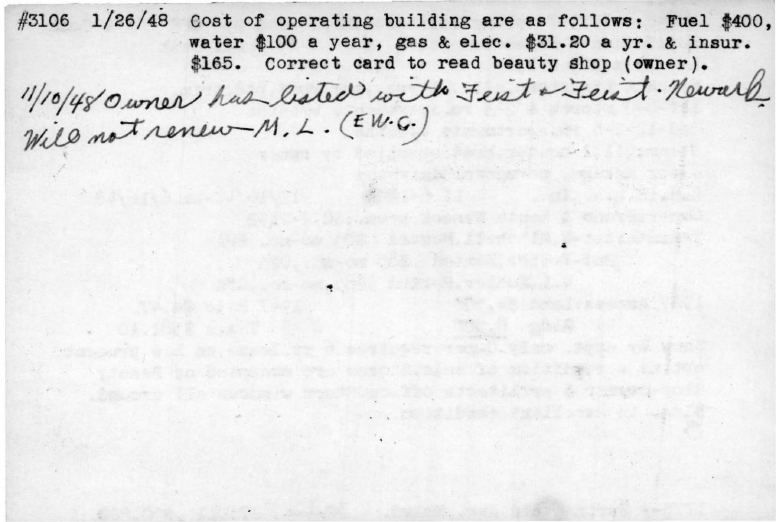 #3106 1/26/48 Cost of operating building are as follows: Fuel $400,
water $100 a year, gas & elec. $31.20 a yr. & insur.
$165. Correct card to read beauty shop (owner).
11/10/48 Owner has listed with Feist & Feist. Newark
Will not renew - M. L. (E.W.G.)